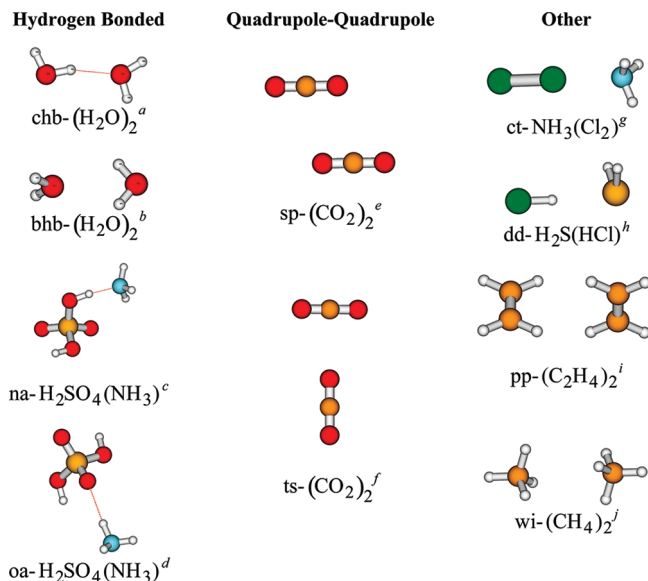 Hydrogen Bonded
chb-(H₂O)₂ᵃ
bhb-(H₂O)₂ᵇ
na-H₂SO₄(NH₃)ᶜ
oa-H₂SO₄(NH₃)ᵈ
Quadrupole-Quadrupole
sp-(CO₂)₂ᵉ
ts-(CO₂)₂ᶠ
Other
ct-NH₃(Cl₂)ᵍ
dd-H₂S(HCl)ʰ
pp-(C₂H₄)₂ⁱ
wi-(CH₄)₂ʲ